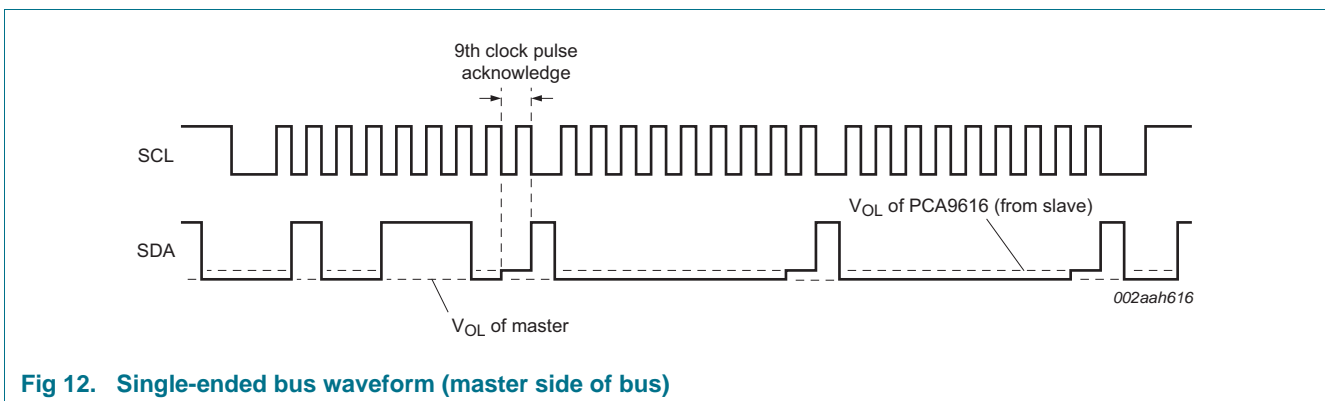 9th clock pulse
acknowledge
SCL
VOL of PCA9616 (from slave)
SDA
002aah616
VOL of master
Fig 12. Single-ended bus waveform (master side of bus)